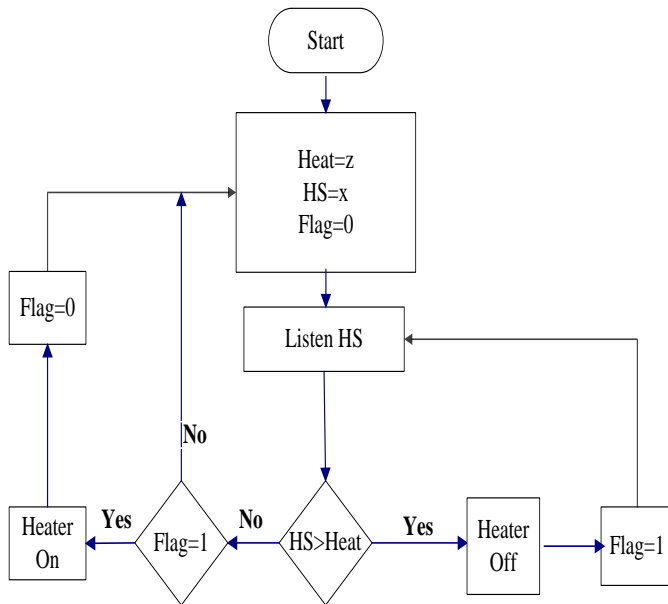 Start
Heat=z
HS=x
Flag=0
Flag=0
Listen HS
No
Heater
On
Yes
Flag=1
No
HS>Heat
Yes
Heater
Off
Flag=1